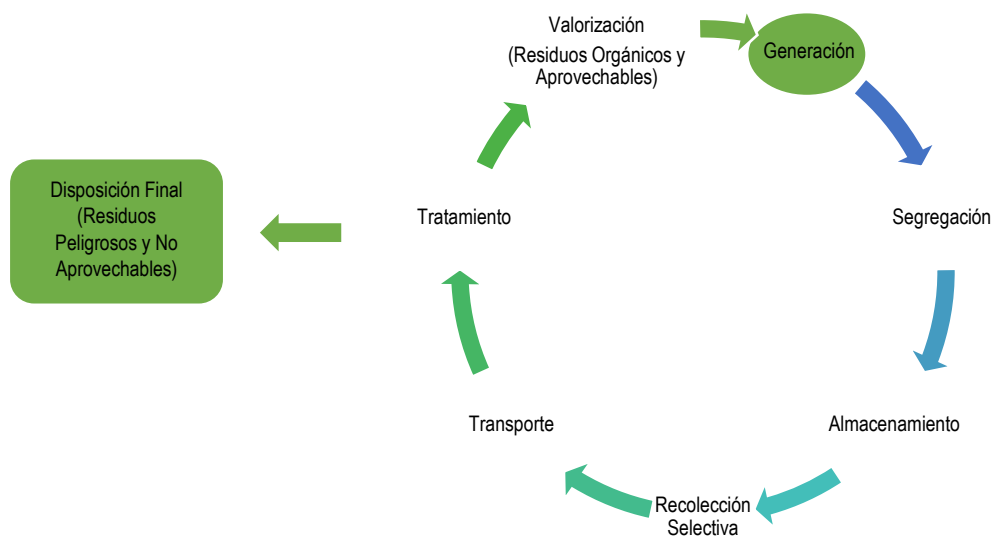 Valorización
(Residuos Orgánicos y
Aprovechables)
Generación
Segregación
Almacenamiento
Recolección
Selectiva
Transporte
Tratamiento
Disposición Final
(Residuos
Peligrosos y No
Aprovechables)